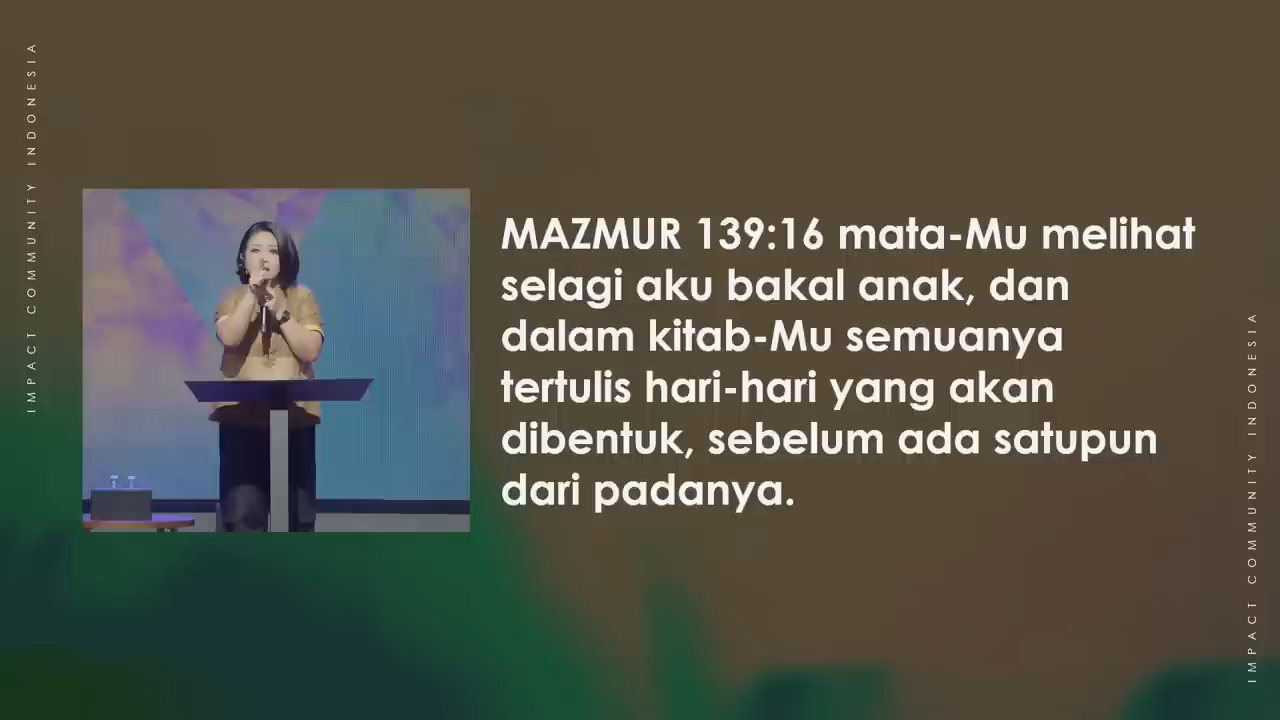 IMPACT COMMUNITY INDONESIA
MAZMUR 139:16 mata-Mu melihat
selagi aku bakal anak, dan
dalam kitab-Mu semuanya
tertulis hari-hari yang akan
dibentuk, sebelum ada satupun
dari padanya.
IMPACT COMMUNITY INDONESIA